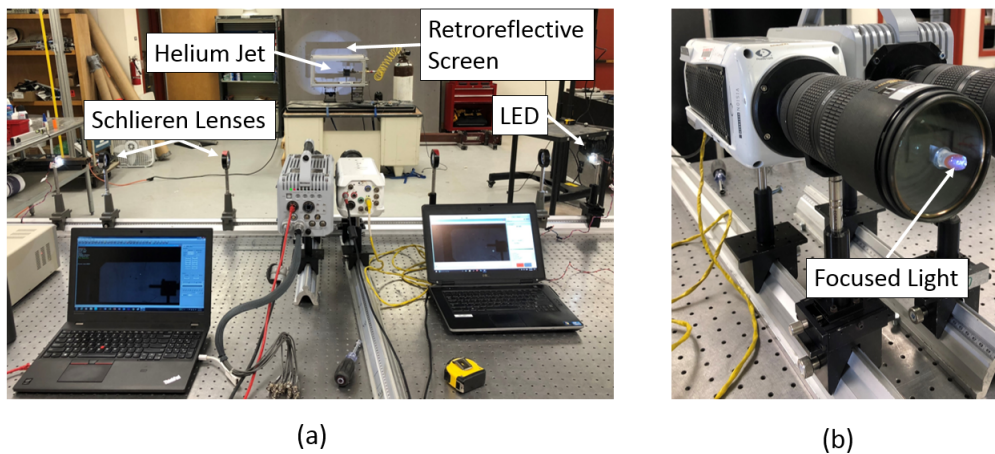 Helium Jet
Retroreflective
Screen
Schlieren Lenses
LED
Focused Light
(a)
(b)